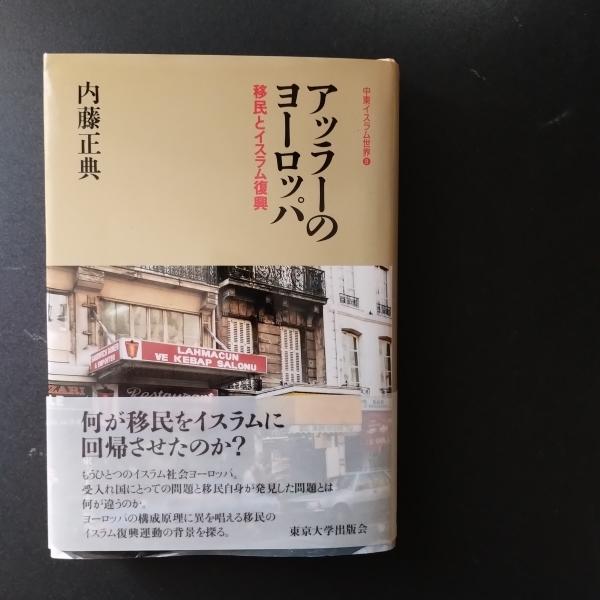 中東イスラム世界8
アッラーの
ヨーロッパ
移民とイスラム復興
内藤正典
LAHMACUN
VE KEBAP SALONU
SANDWICH GRECS
A EMPORTER
ZARI
Restaurant
何が移民をイスラムに
回帰させたのか?
もうひとつのイスラム社会ヨーロッパ。
受入れ国にとっての問題と移民自身が発見した問題とは
何が違うのか。
ヨーロッパの構成原理に異を唱える移民の
イスラム復興運動の背景を探る。
東京大学出版会